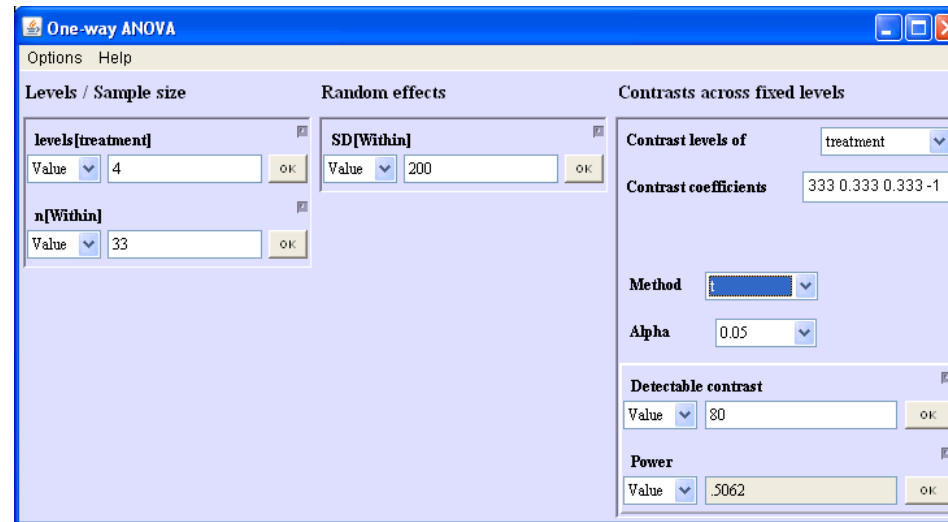 One-way ANOVA
Options Help
Levels / Sample size
levels[treatment]
Value 4 OK
n[Within]
Value 33 OK
Random effects
SD[Within]
Value 200 OK
Contrasts across fixed levels
Contrast levels of treatment
Contrast coefficients 333 0.333 0.333 -1
Method t
Alpha 0.05
Detectable contrast
Value 80 OK
Power
Value .5062 OK